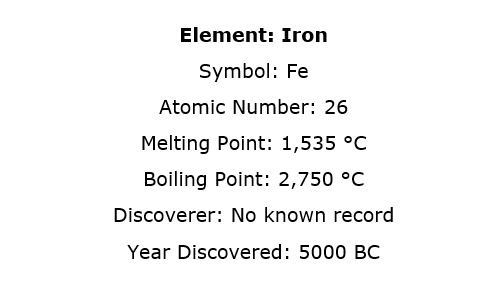 Element: Iron
Symbol: Fe
Atomic Number: 26
Melting Point: 1,535 °C
Boiling Point: 2,750 °C
Discoverer: No known record
Year Discovered: 5000 BC